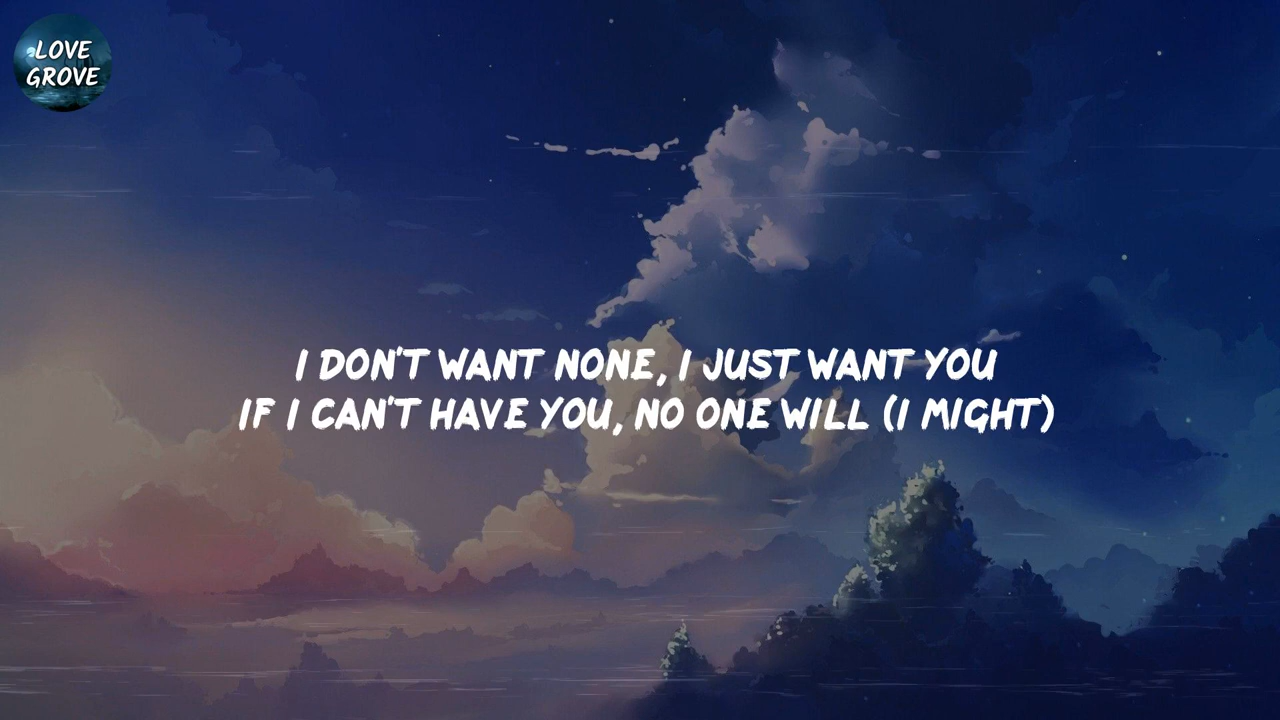 LOVE
GROVE
I DON'T WANT NONE, I JUST WANT YOU
IF I CAN'T HAVE YOU, NO ONE WILL (I MIGHT)